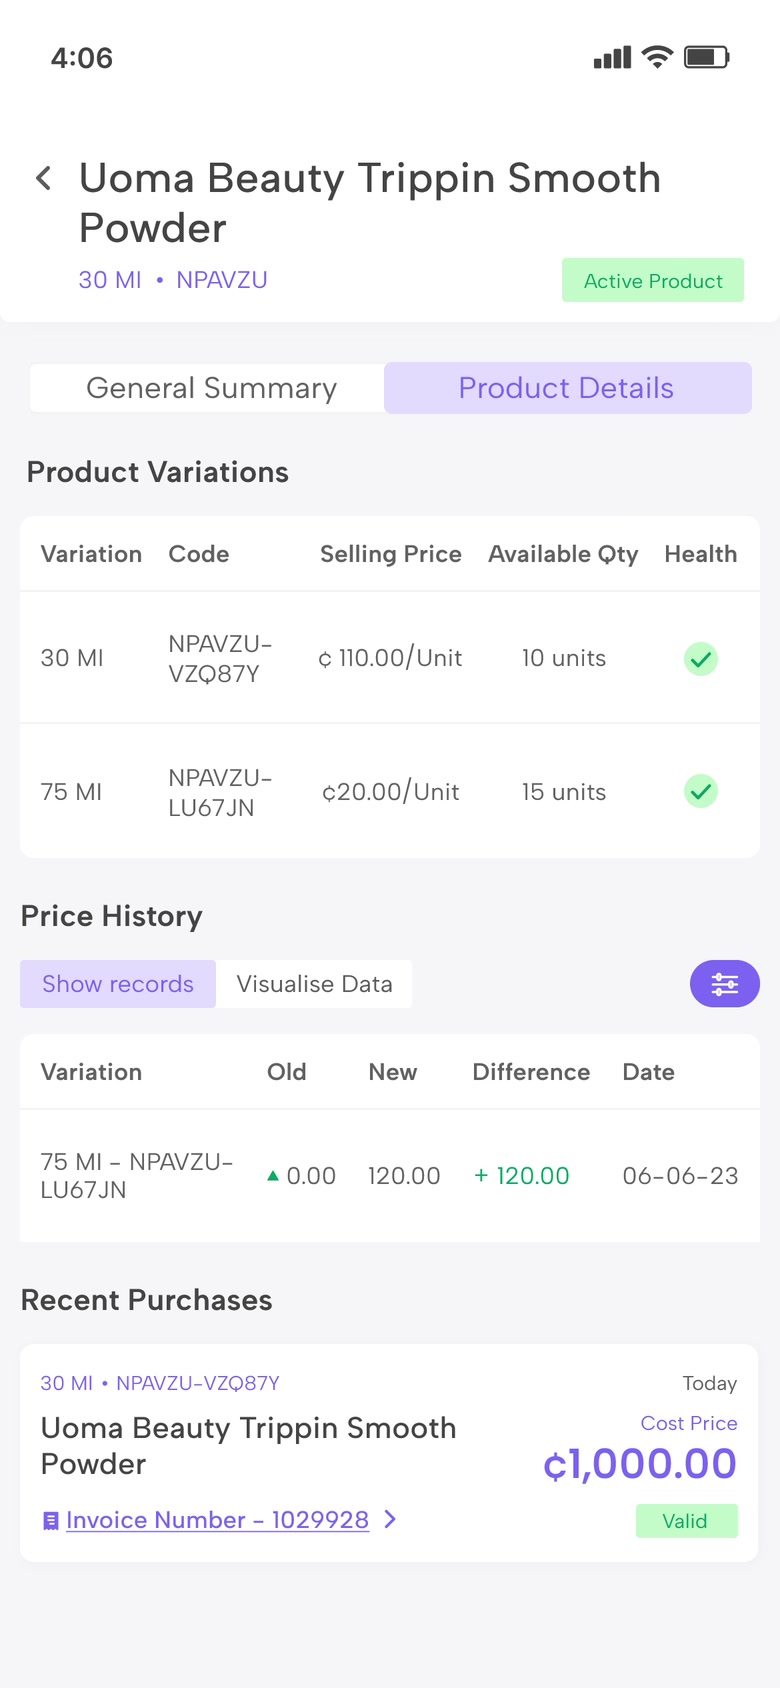 4:06
Uoma Beauty Trippin Smooth
Powder
30 Ml • NPAVZU
Active Product
General Summary
Product Details
Product Variations
Variation Code Selling Price Available Qty Health
30 Ml NPAVZU-
VZQ87Y ¢ 110.00/Unit 10 units
75 Ml NPAVZU-
LU67JN ¢20.00/Unit 15 units
Price History
Show records Visualise Data
Variation Old New Difference Date
75 Ml - NPAVZU-
LU67JN 0.00 120.00 + 120.00 06-06-23
Recent Purchases
30 Ml • NPAVZU-VZQ87Y Today
Uoma Beauty Trippin Smooth
Powder
Cost Price
¢1,000.00
Invoice Number - 1029928
Valid